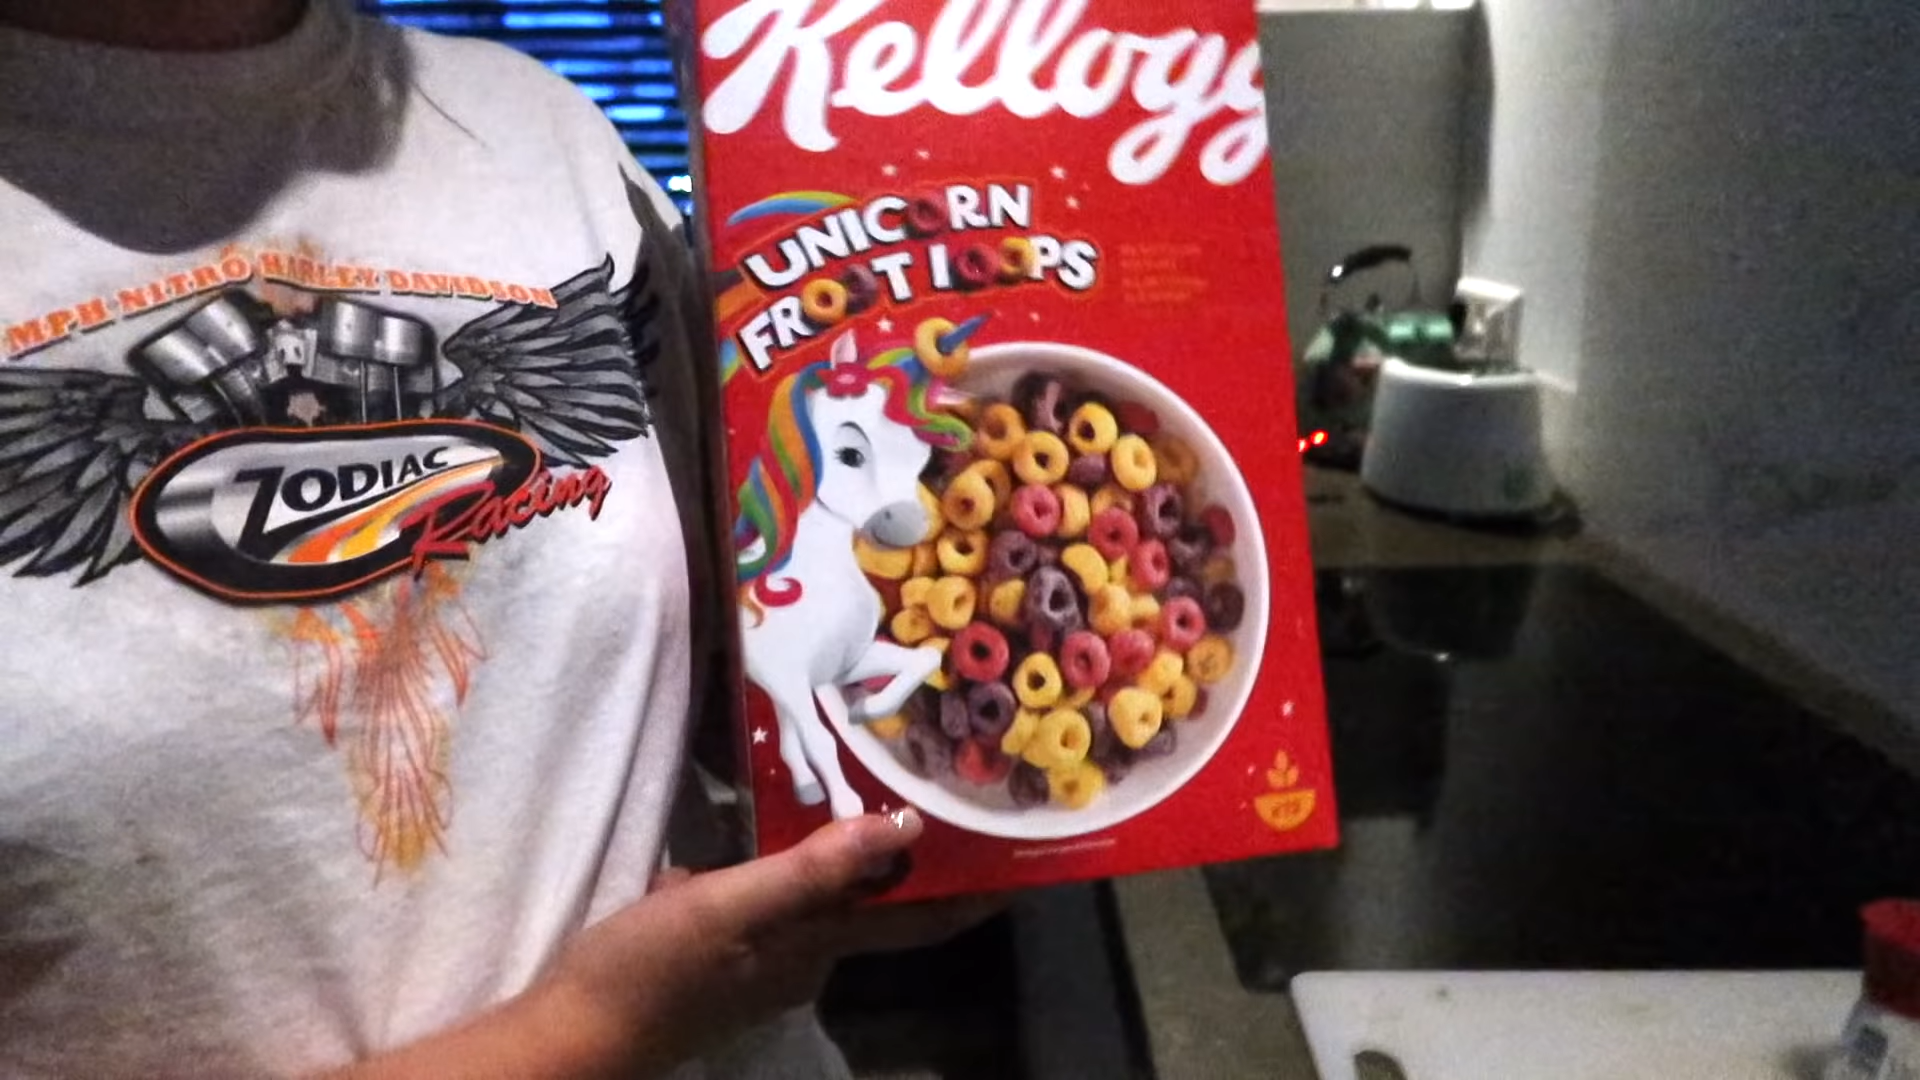 MPH NITRO HARLEY DAVIDSON
ZODIAC
Racing
Kellogg
UNICORN
FROOT LOOPS